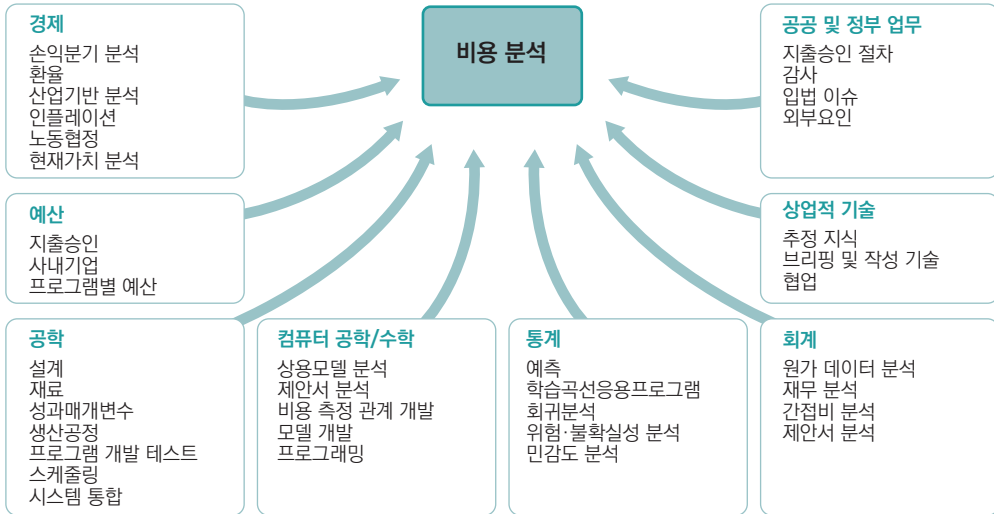 비용 분석
경제
손익분기 분석
환율
산업기반 분석
인플레이션
노동협정
현재가치 분석
공공 및 정부 업무
지출승인 절차
감사
입법 이슈
외부요인
예산
지출승인
사내기업
프로그램별 예산
상업적 기술
추정 지식
브리핑 및 작성 기술
협업
공학
설계
재료
성과매개변수
생산공정
프로그램 개발 테스트
스케줄링
시스템 통합
컴퓨터 공학/수학
상용모델 분석
제안서 분석
비용 측정 관계 개발
모델 개발
프로그래밍
통계
예측
학습곡선응용프로그램
회귀분석
위험·불확실성 분석
민감도 분석
회계
원가 데이터 분석
재무 분석
간접비 분석
제안서 분석